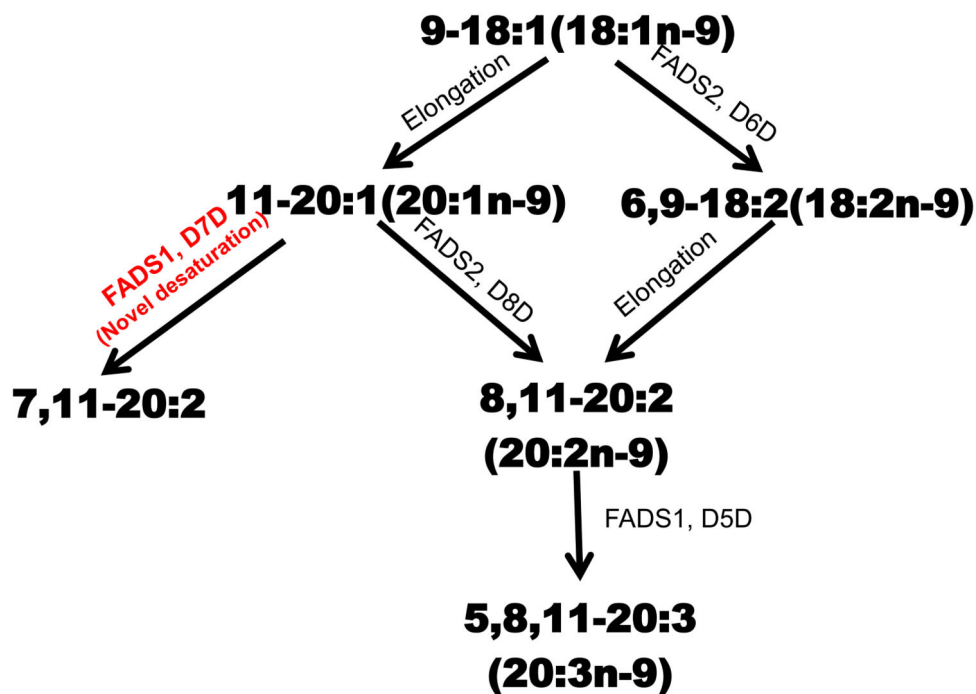 9-18:1(18:1n-9)
Elongation
FADS2, D6D
11-20:1(20:1n-9)
6,9-18:2(18:2n-9)
FADS1, D7D
(Novel desaturation)
FADS2, D8D
Elongation
7,11-20:2
8,11-20:2
(20:2n-9)
FADS1, D5D
5,8,11-20:3
(20:3n-9)